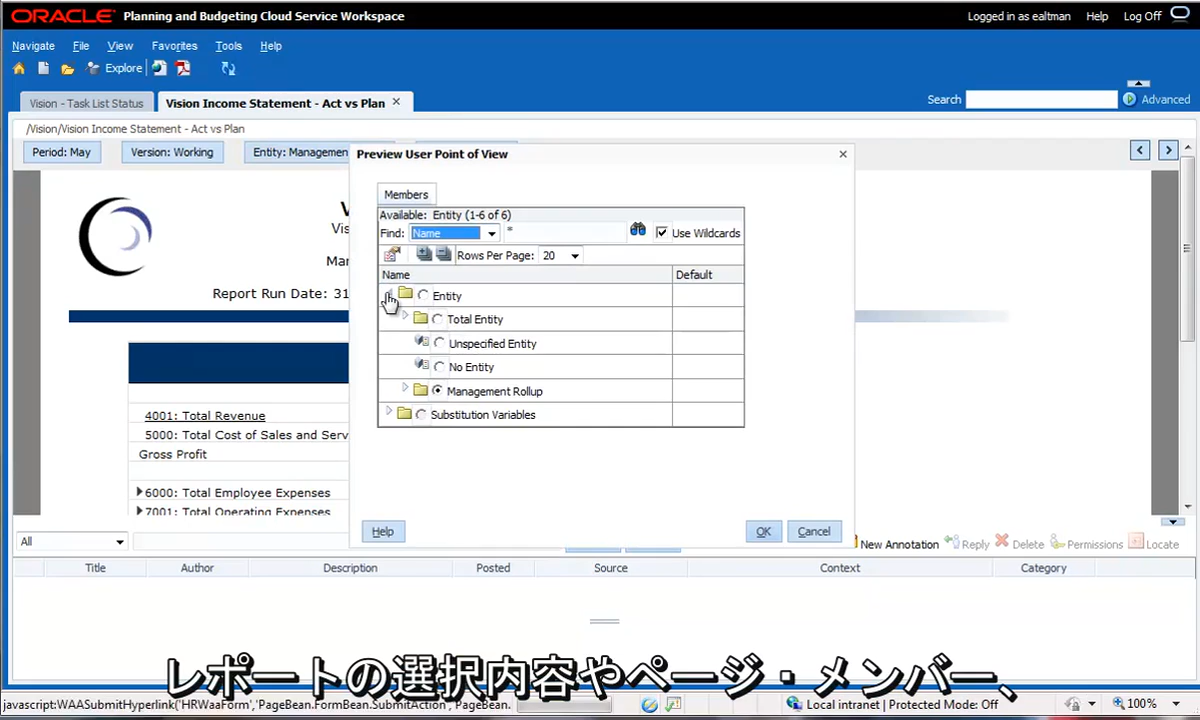 ORACLE Planning and Budgeting Cloud Service Workspace Logged in as ealtman Help Log Off
Navigate File View Favorites Tools Help
Explore
Vision - Task List Status Vision Income Statement - Act vs Plan Search Advanced
/Vision/Vision Income Statement - Act vs Plan
Period: May Version: Working Entity: Managemen
Preview User Point of View
Members
Available: Entity (1-6 of 6)
Find: Name * Use Wildcards
Rows Per Page: 20
Name Default
Entity
Total Entity
Unspecified Entity
No Entity
Management Rollup
Substitution Variables
Help OK Cancel
V
Vis
Man
Report Run Date: 31
4001: Total Revenue
5000: Total Cost of Sales and Serv
Gross Profit
6000: Total Employee Expenses
7001: Total Operating Expenses
All New Annotation Reply Delete Permissions Locate
Title Author Description Posted Source Context Category
レポートの選択内容やページ・メンバー、
javascript:WAASubmitHyperlink('HRWaaForm','PageBean.FormBean.SubmitAction', PageBean. Local intranet | Protected Mode: Off 100%